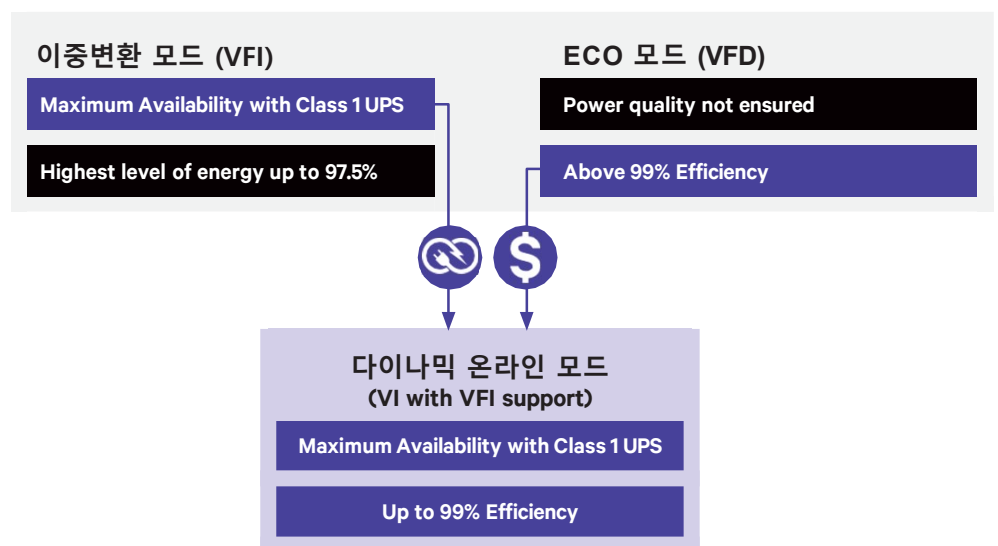 이중변환 모드 (VFI)
Maximum Availability with Class 1 UPS
Highest level of energy up to 97.5%
ECO 모드 (VFD)
Power quality not ensured
Above 99% Efficiency
$
다이나믹 온라인 모드
(VI with VFI support)
Maximum Availability with Class 1 UPS
Up to 99% Efficiency